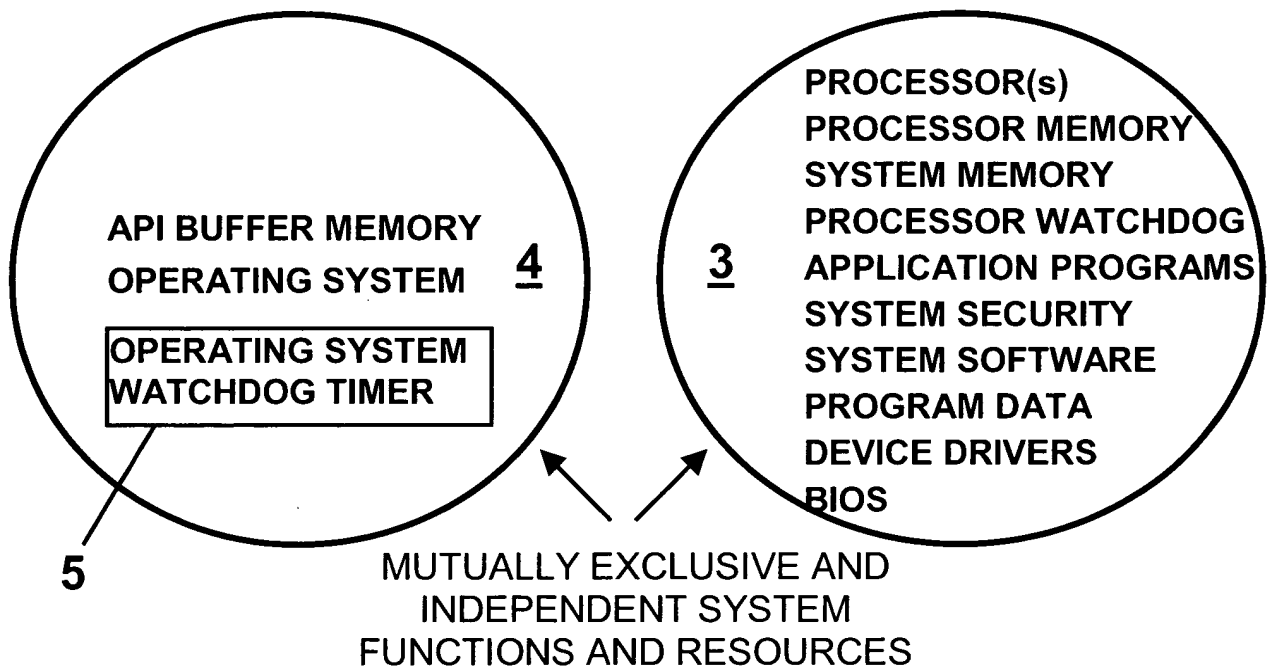 API BUFFER MEMORY
OPERATING SYSTEM
4
OPERATING SYSTEM
WATCHDOG TIMER
5
3
PROCESSOR(s)
PROCESSOR MEMORY
SYSTEM MEMORY
PROCESSOR WATCHDOG
APPLICATION PROGRAMS
SYSTEM SECURITY
SYSTEM SOFTWARE
PROGRAM DATA
DEVICE DRIVERS
BIOS
MUTUALLY EXCLUSIVE AND
INDEPENDENT SYSTEM
FUNCTIONS AND RESOURCES